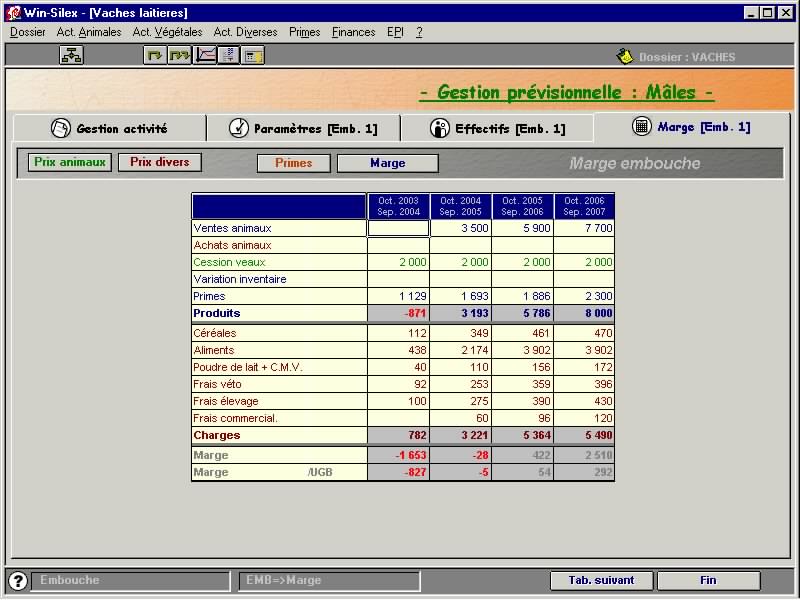 Win-Silex - [Vaches laitieres]
Dossier Act. Animales Act. Végétales Act. Diverses Primes Finances EPI ?
Dossier : VACHES
- Gestion prévisionnelle : Mâles -
Gestion activité Paramètres [Emb. 1] Effectifs [Emb. 1] Marge [Emb. 1]
Prix animaux Prix divers Primes Marge Marge embouche
Oct. 2003 Oct. 2004 Oct. 2005 Oct. 2006
Sep. 2004 Sep. 2005 Sep. 2006 Sep. 2007
Ventes animaux 3 500 5 900 7 700
Achats animaux
Cession veaux 2 000 2 000 2 000 2 000
Variation inventaire
Primes 1 129 1 693 1 886 2 300
Produits -871 3 193 5 786 8 000
Céréales 112 349 461 470
Aliments 438 2 174 3 902 3 902
Poudre de lait + C.M.V. 40 110 156 172
Frais véto 92 253 359 396
Frais élevage 100 275 390 430
Frais commercial. 60 96 120
Charges 782 3 221 5 364 5 490
Marge -1 653 -28 422 2 510
Marge /UGB -827 -5 54 292
? Embouche EMB=>Marge Tab. suivant Fin